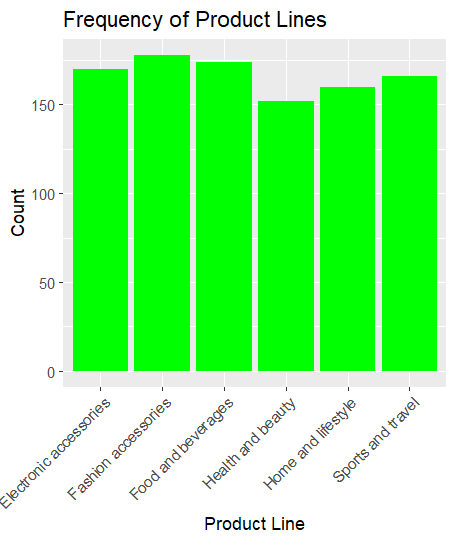 Frequency of Product Lines
Count
150
100
50
0
Electronic accessories
Fashion accessories
Food and beverages
Health and beauty
Home and lifestyle
Sports and travel
Product Line